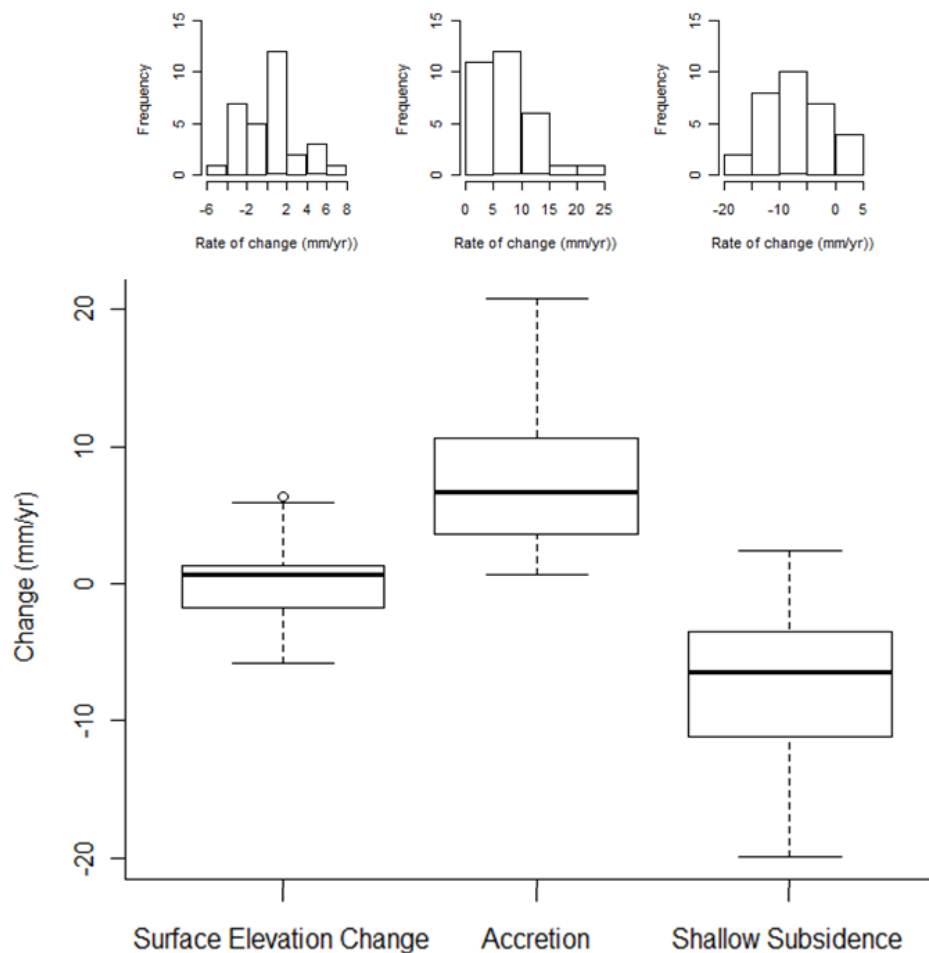 Frequency
0 5 10 15
-6 -2 2 4 6 8
Rate of change (mm/yr))
Frequency
0 5 10 15
0 5 10 15 20 25
Rate of change (mm/yr))
Frequency
0 5 10 15
-20 -10 0 5
Rate of change (mm/yr))
Change (mm/yr)
20
10
0
-10
-20
Surface Elevation Change Accretion Shallow Subsidence